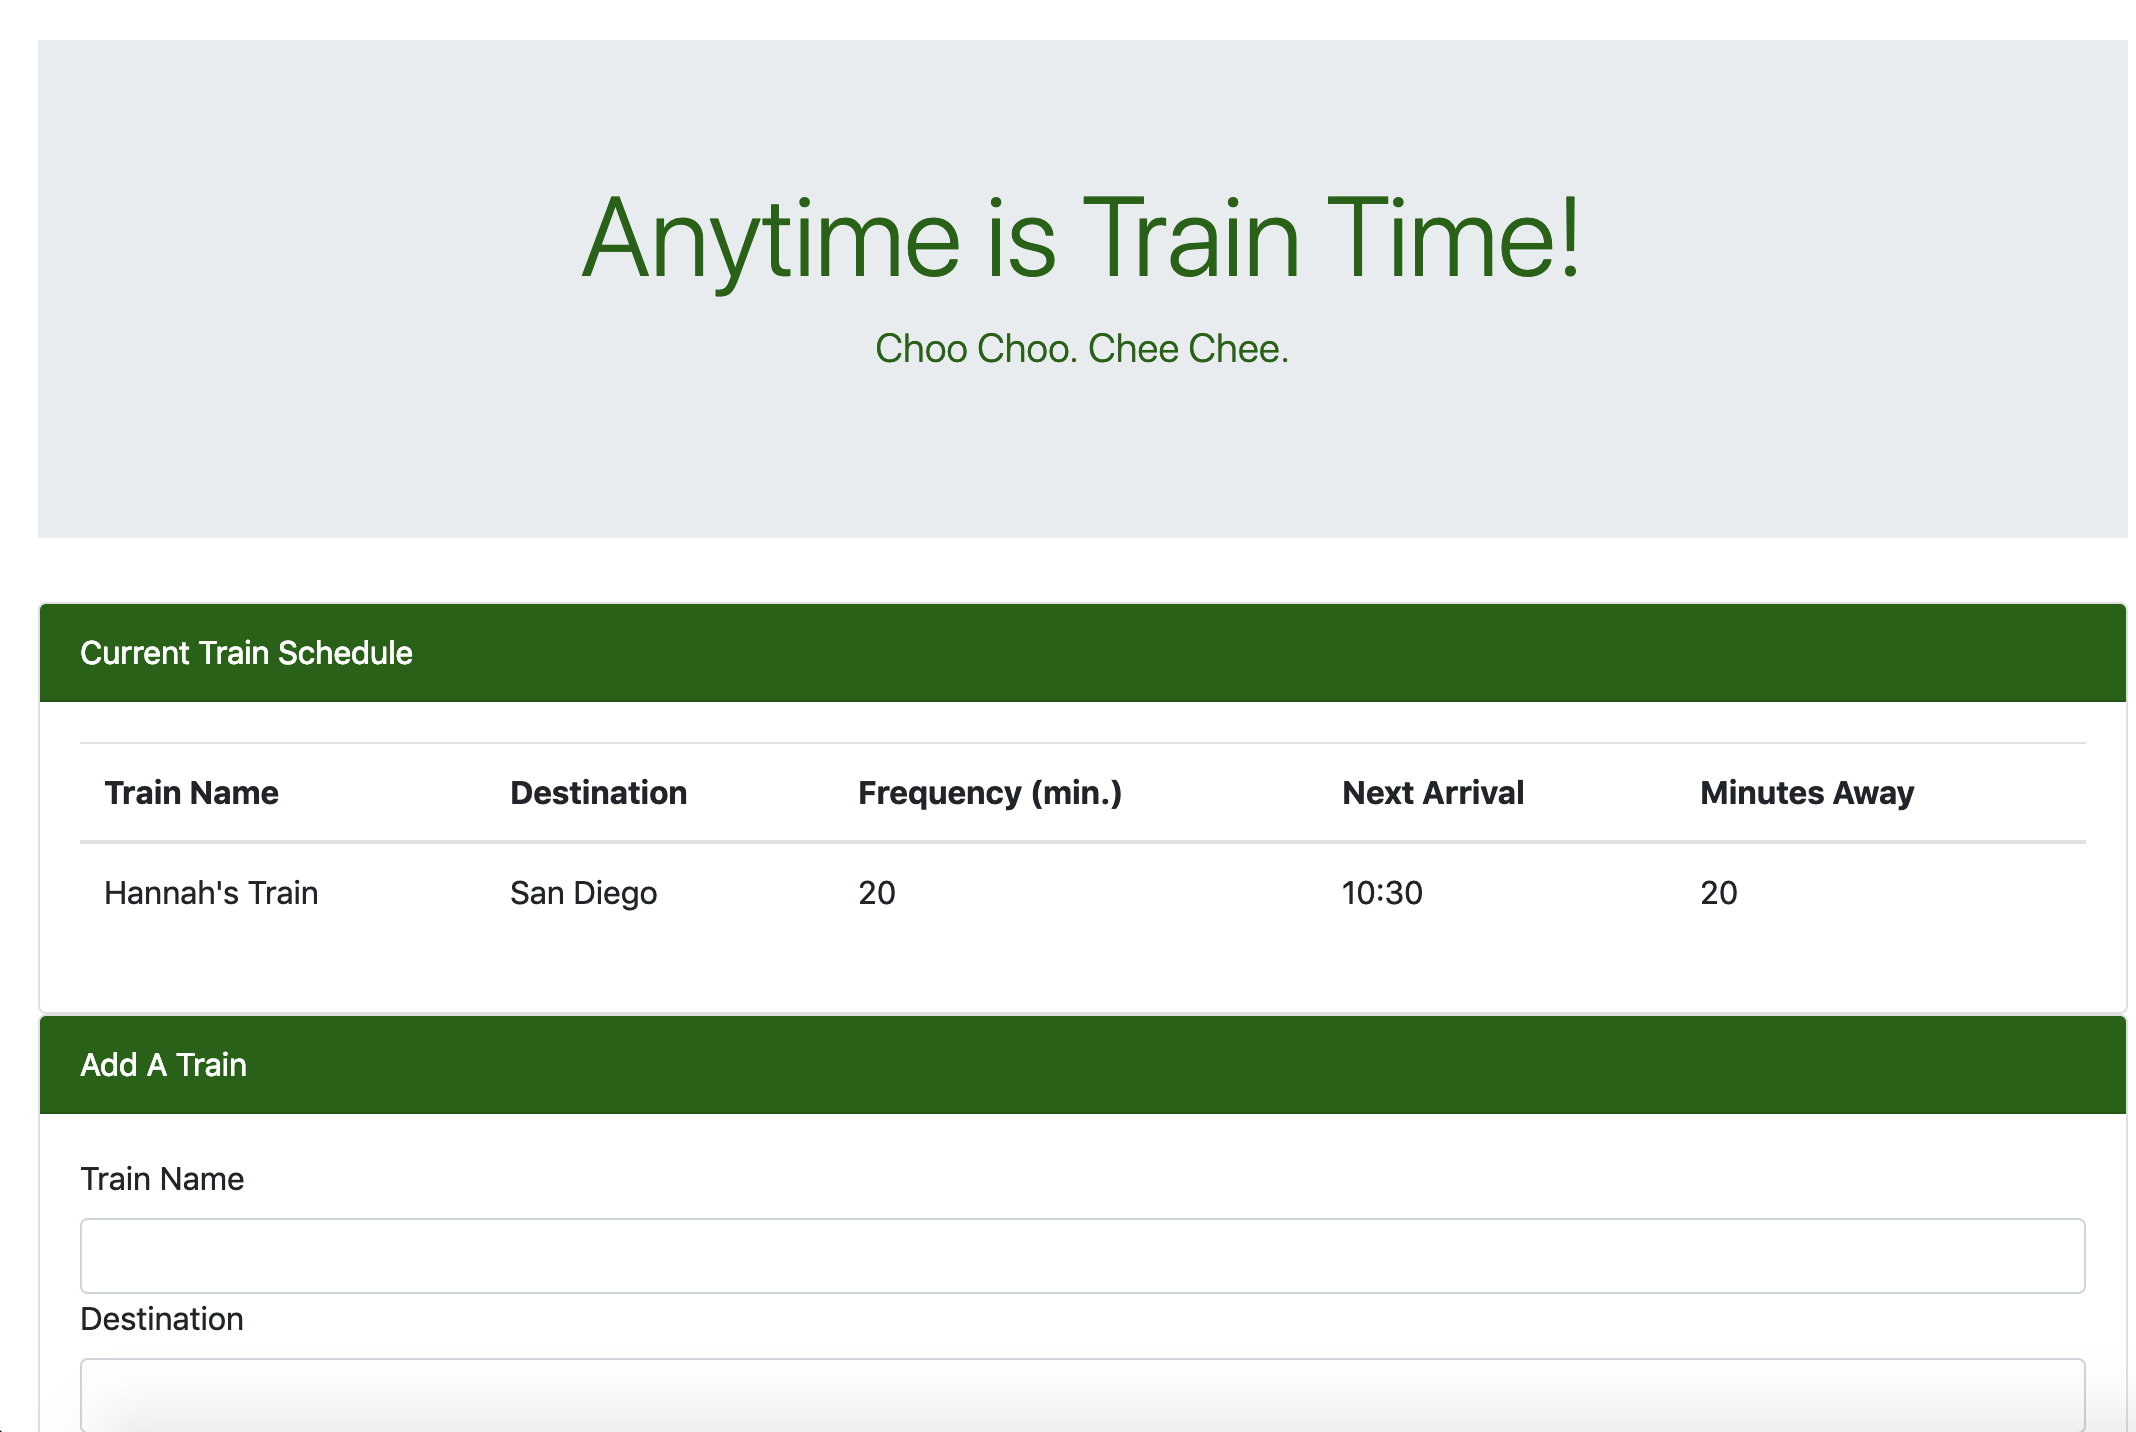 Anytime is Train Time!
Choo Choo. Chee Chee.
Current Train Schedule
Train Name Destination Frequency (min.) Next Arrival Minutes Away
Hannah's Train San Diego 20 10:30 20
Add A Train
Train Name
Destination